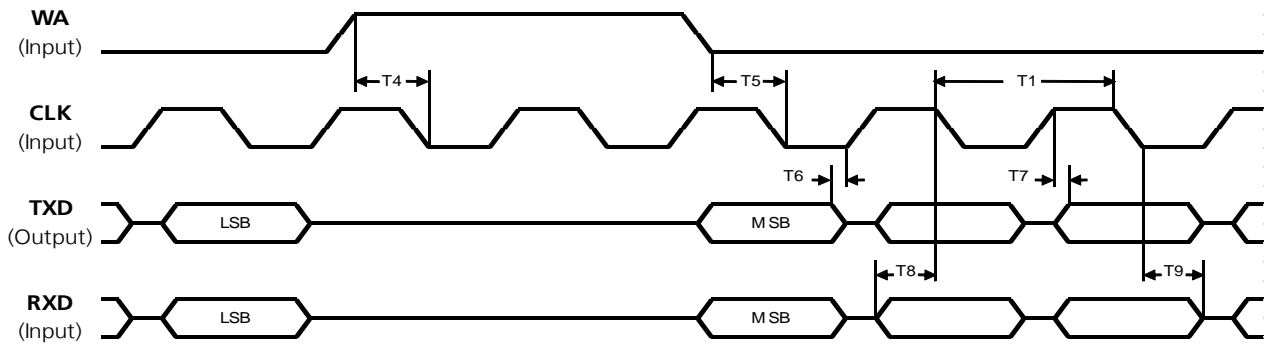 WA
(Input)
T4
T5
T1
CLK
(Input)
T6
T7
TXD
(Output)
LSB
MSB
T8
T9
RXD
(Input)
LSB
MSB